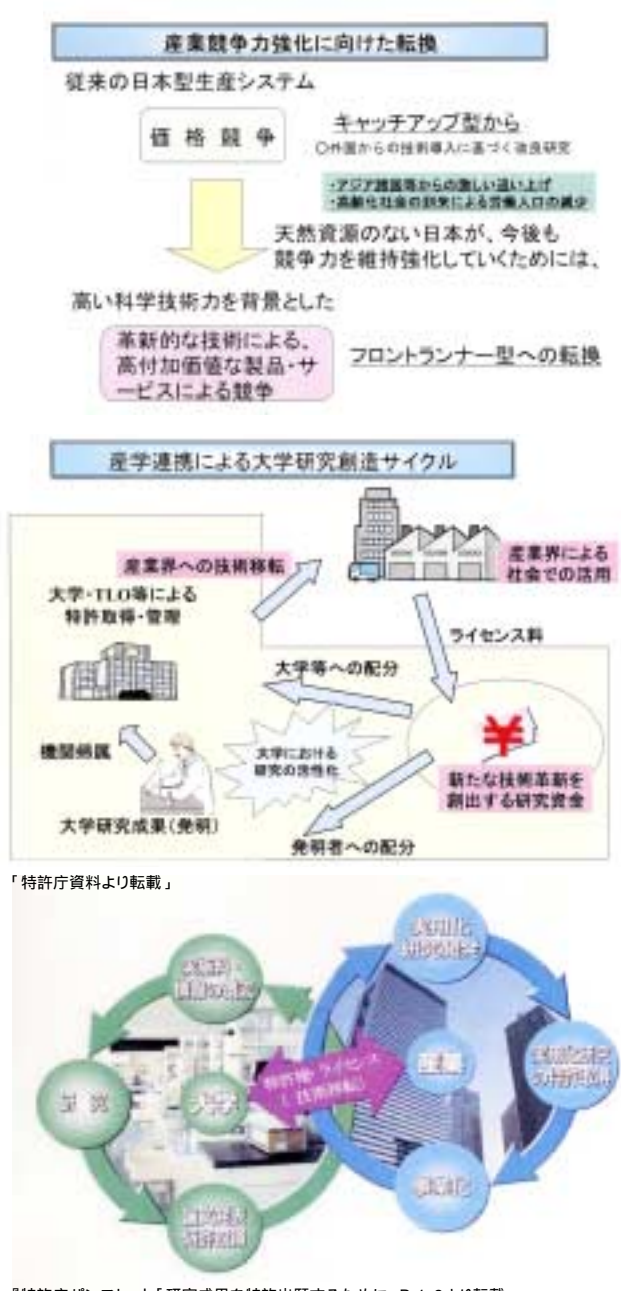 産業競争力強化に向けた転換
従来の日本型生産システム
価格競争
キャッチアップ型から
○外国からの技術導入に基づく改良研究
・アジア諸国等からの激しい追い上げ
・高齢化社会の到来による労働人口の減少
天然資源のない日本が、今後も
競争力を維持強化していくためには、
高い科学技術力を背景とした
革新的な技術による、
高付加価値な製品・サ
ービスによる競争
フロントランナー型への転換
産学連携による大学研究創造サイクル
産業界への技術移転
産業界による
社会での活用
大学・TLO等による
特許取得・管理
ライセンス料
大学等への配分
¥
機関帰属
大学における
研究の活性化
新たな技術革新を
創出する研究資金
大学研究成果(発明)
発明者への配分
「特許庁資料より転載」
研究
大学
特許権・ライセンス
(技術移転)
産業
事業化